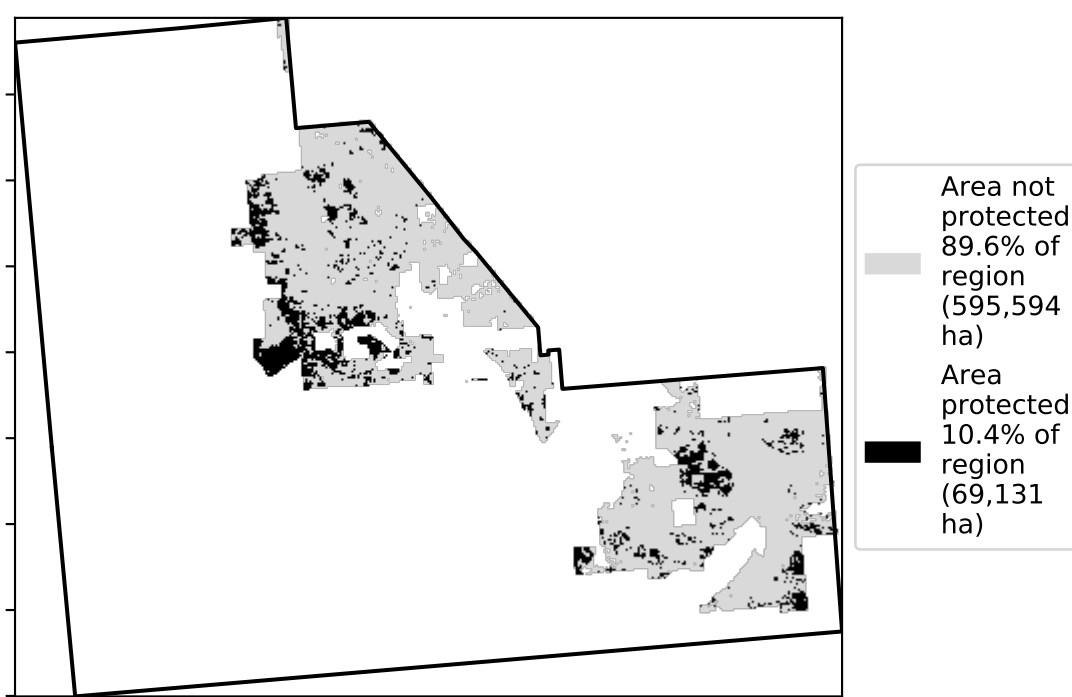 Area not
protected
89.6% of
region
(595,594
ha)
Area
protected
10.4% of
region
(69,131
ha)